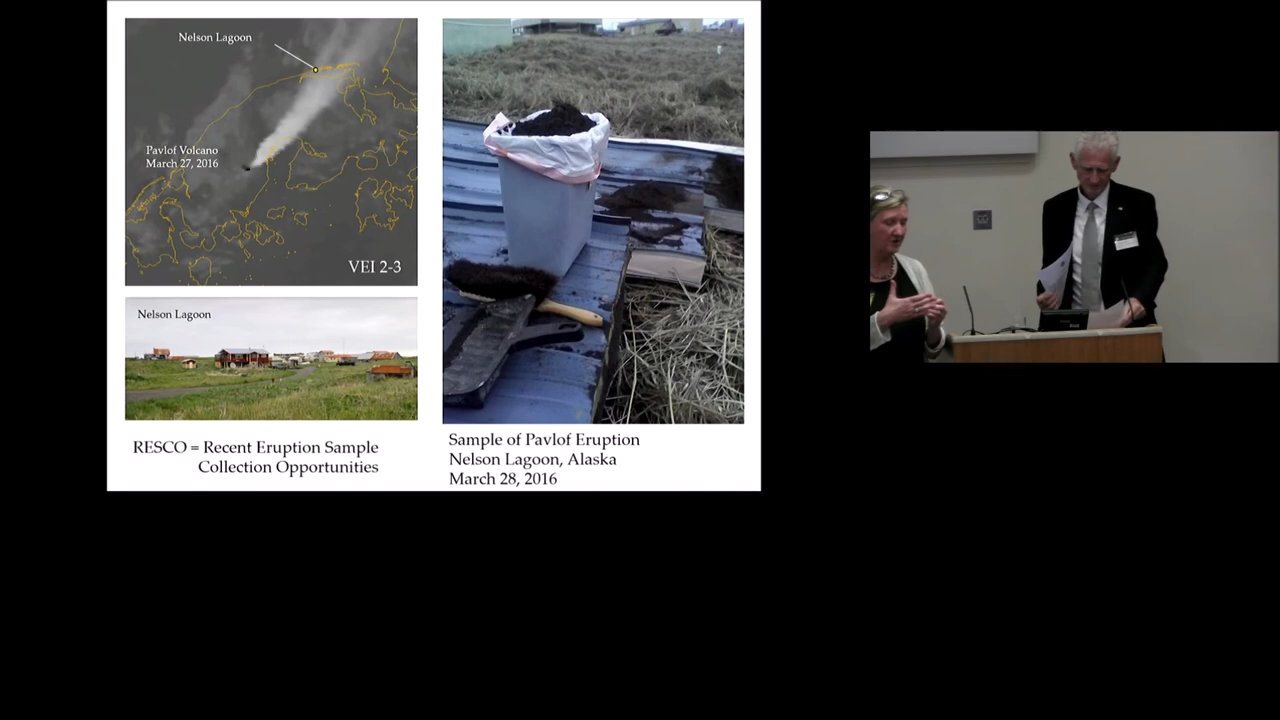 Nelson Lagoon
Pavlof Volcano
March 27, 2016
VEI 2-3
Nelson Lagoon
RESCO = Recent Eruption Sample
Collection Opportunities
Sample of Pavlof Eruption
Nelson Lagoon, Alaska
March 28, 2016